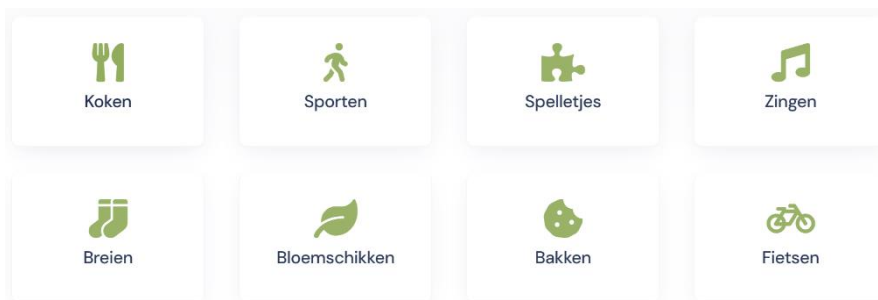 Koken
Sporten
Spelletjes
Zingen
Breien
Bloemschikken
Bakken
Fietsen